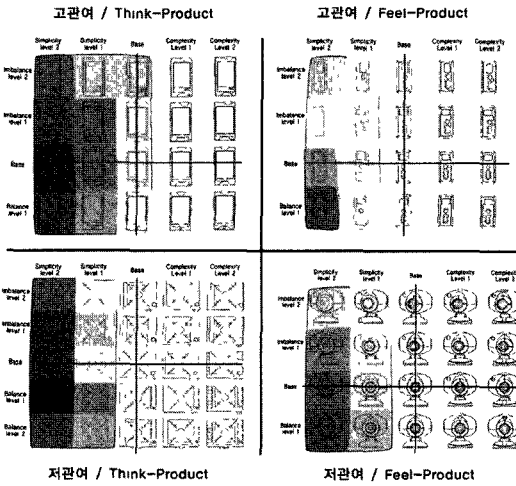 고관여 / Think-Product
고관여 / Feel-Product
Simplicity level 2
Simplicity level 1
Base
Complexity Level 1
Complexity Level 2
Imbalance level 2
Imbalance level 1
Base
Balance level 1
Simplicity level 2
Simplicity level 1
Base
Complexity Level 1
Complexity Level 2
Imbalance level 2
Imbalance level 1
Base
Balance level 1
Simplicity level 2
Simplicity level 1
Base
Complexity Level 1
Complexity Level 2
Imbalance level 2
Imbalance level 1
Base
Balance level 1
Balance level 2
Simplicity level 2
Simplicity level 1
Base
Complexity Level 1
Complexity Level 2
Imbalance level 2
Imbalance level 1
Base
Balance level 1
저관여 / Think-Product
저관여 / Feel-Product